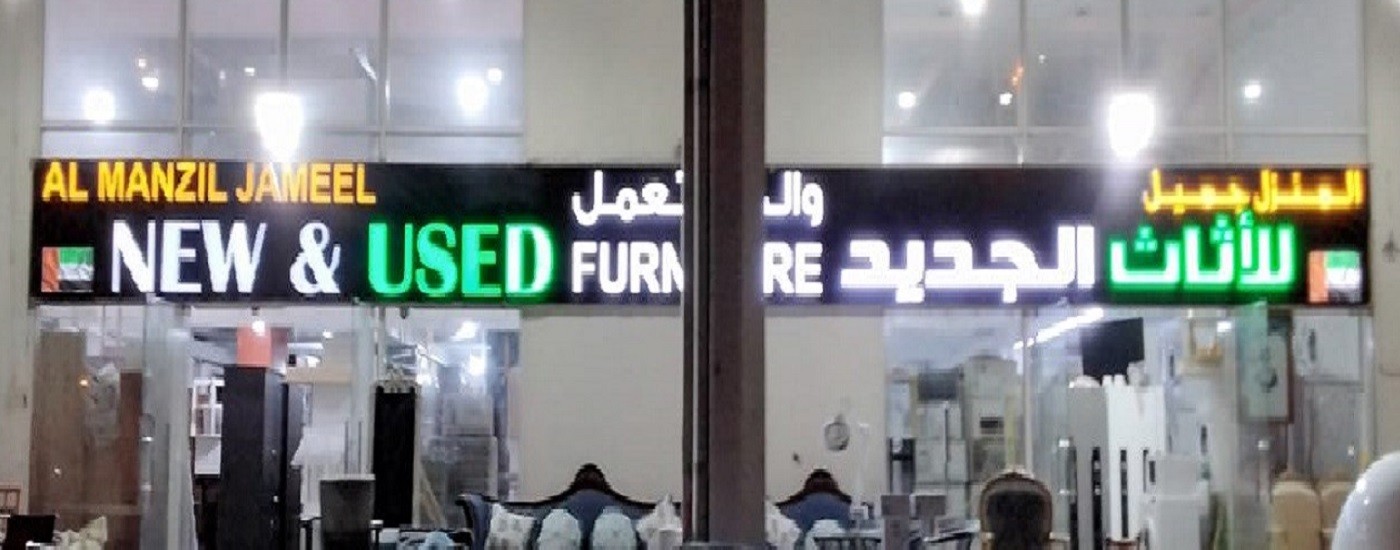 AL MANZIL JAMEEL
NEW & USED
المنزل جميل
للأثاث الجديد